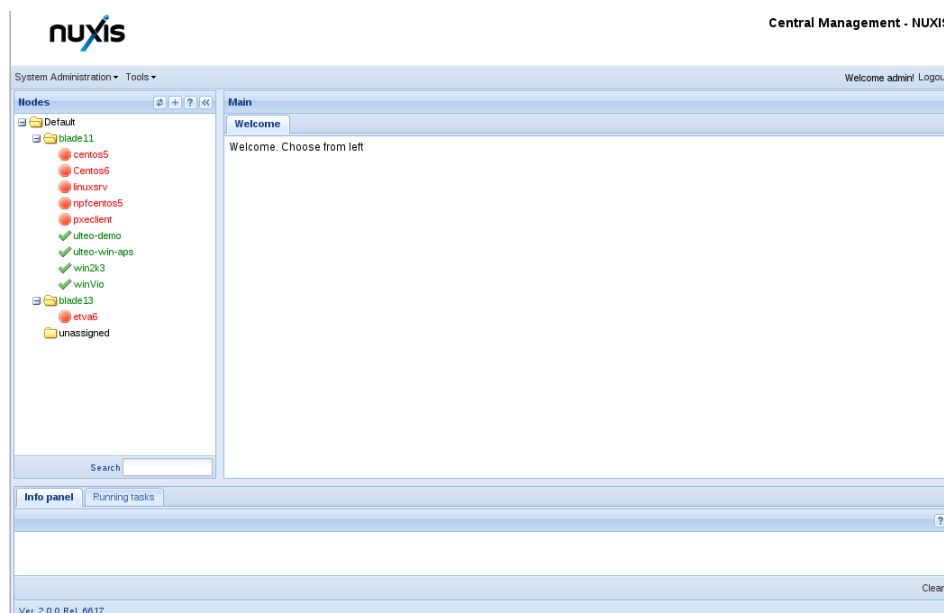 nuxis
Central Management - NUXIS
System Administration Tools
Welcome admin! Logou
Nodes
Main
Default
Welcome
blade11
Welcome. Choose from left
centos5
Centos6
linuxsrv
npfcentos5
pxeclient
ulteo-demo
ulteo-win-aps
win2k3
winVio
blade13
etva6
unassigned
Search
Info panel
Running tasks
Clear
Ver. 2.0.0 Rel. 6617